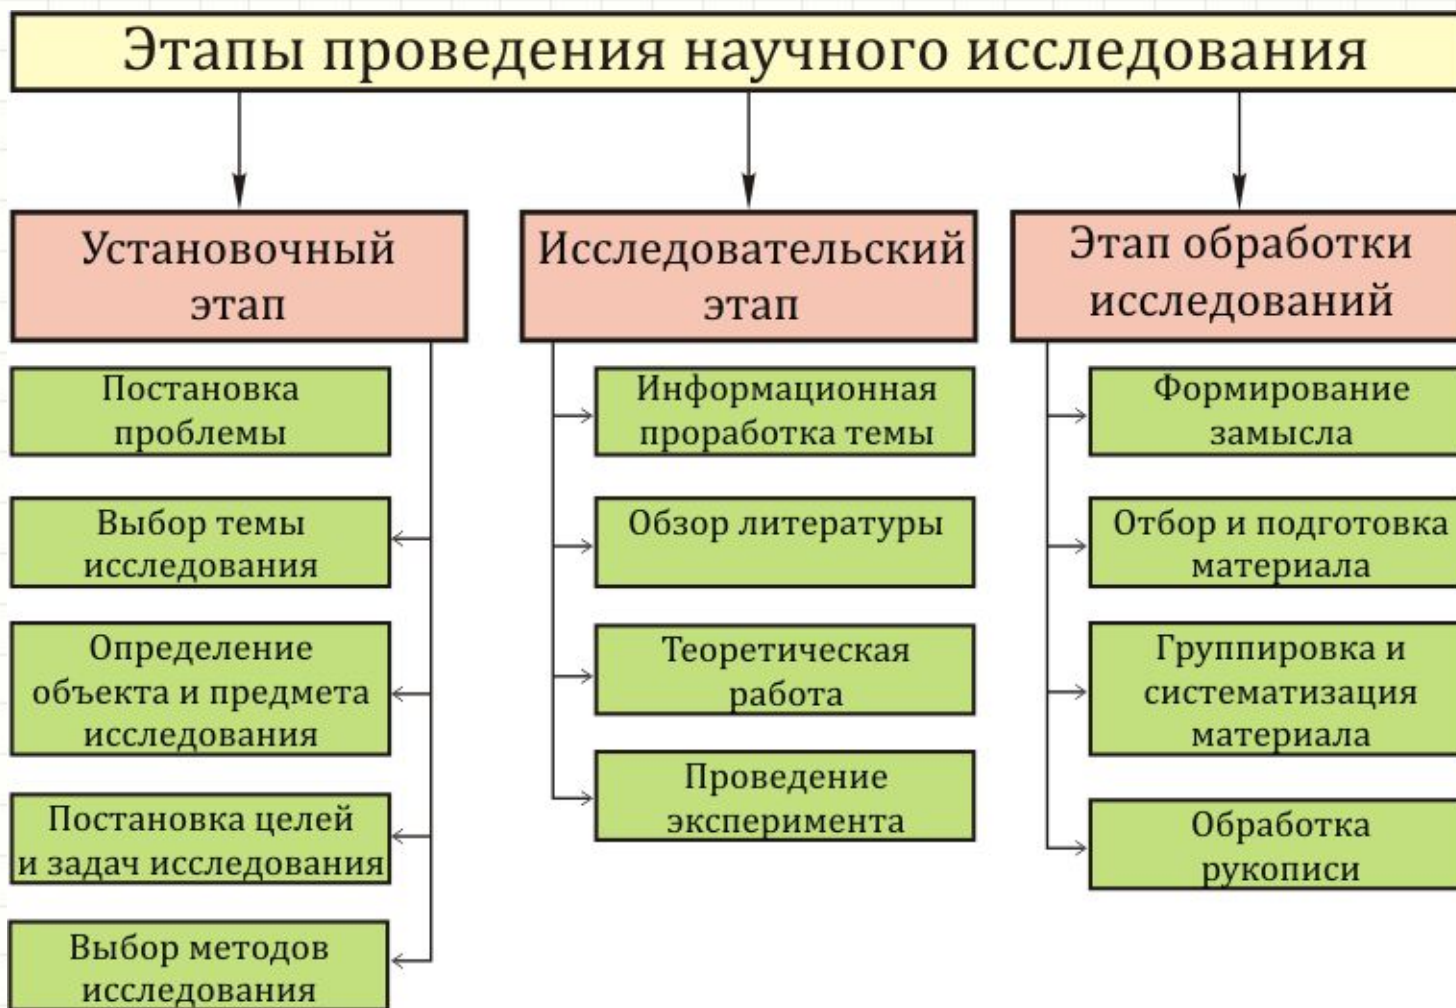 Этапы проведения научного исследования
Установочный
этап
Постановка
проблемы
Выбор темы
исследования
Определение
объекта и предмета
исследования
Постановка целей
и задач исследования
Выбор методов
исследования
Исследовательский
этап
Информационная
проработка темы
Обзор литературы
Теоретическая
работа
Проведение
эксперимента
Этап обработки
исследований
Формирование
замысла
Отбор и подготовка
материала
Группировка и
систематизация
материала
Обработка
рукописи